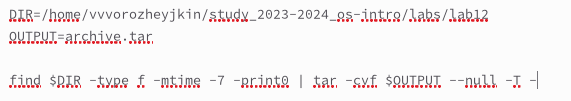 DIR=/home/vvvorozheyjkin/study_2023-2024_os-intro/labs/lab12
OUTPUT=archive.tar
find $DIR -type f -mtime -7 -print0 | tar -cvf $OUTPUT --null -T -